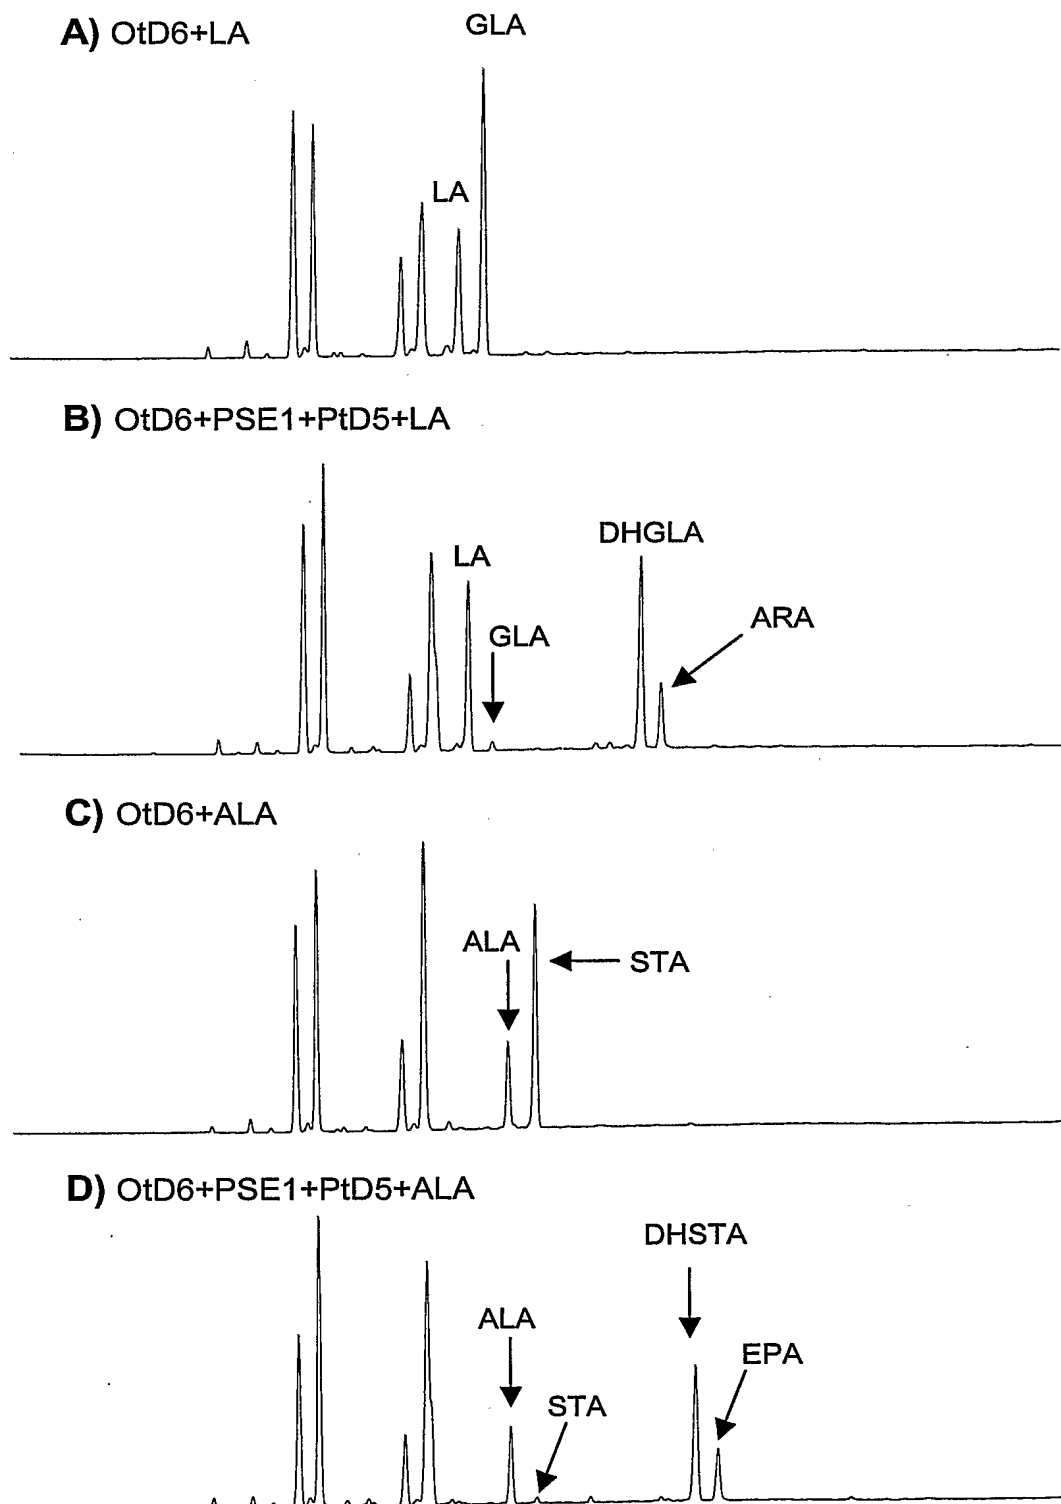 A) OtD6+LA
GLA
LA
B) OtD6+PSE1+PtD5+LA
LA
GLA
DHGLA
ARA
C) OtD6+ALA
ALA
STA
D) OtD6+PSE1+PtD5+ALA
ALA
STA
DHSTA
EPA